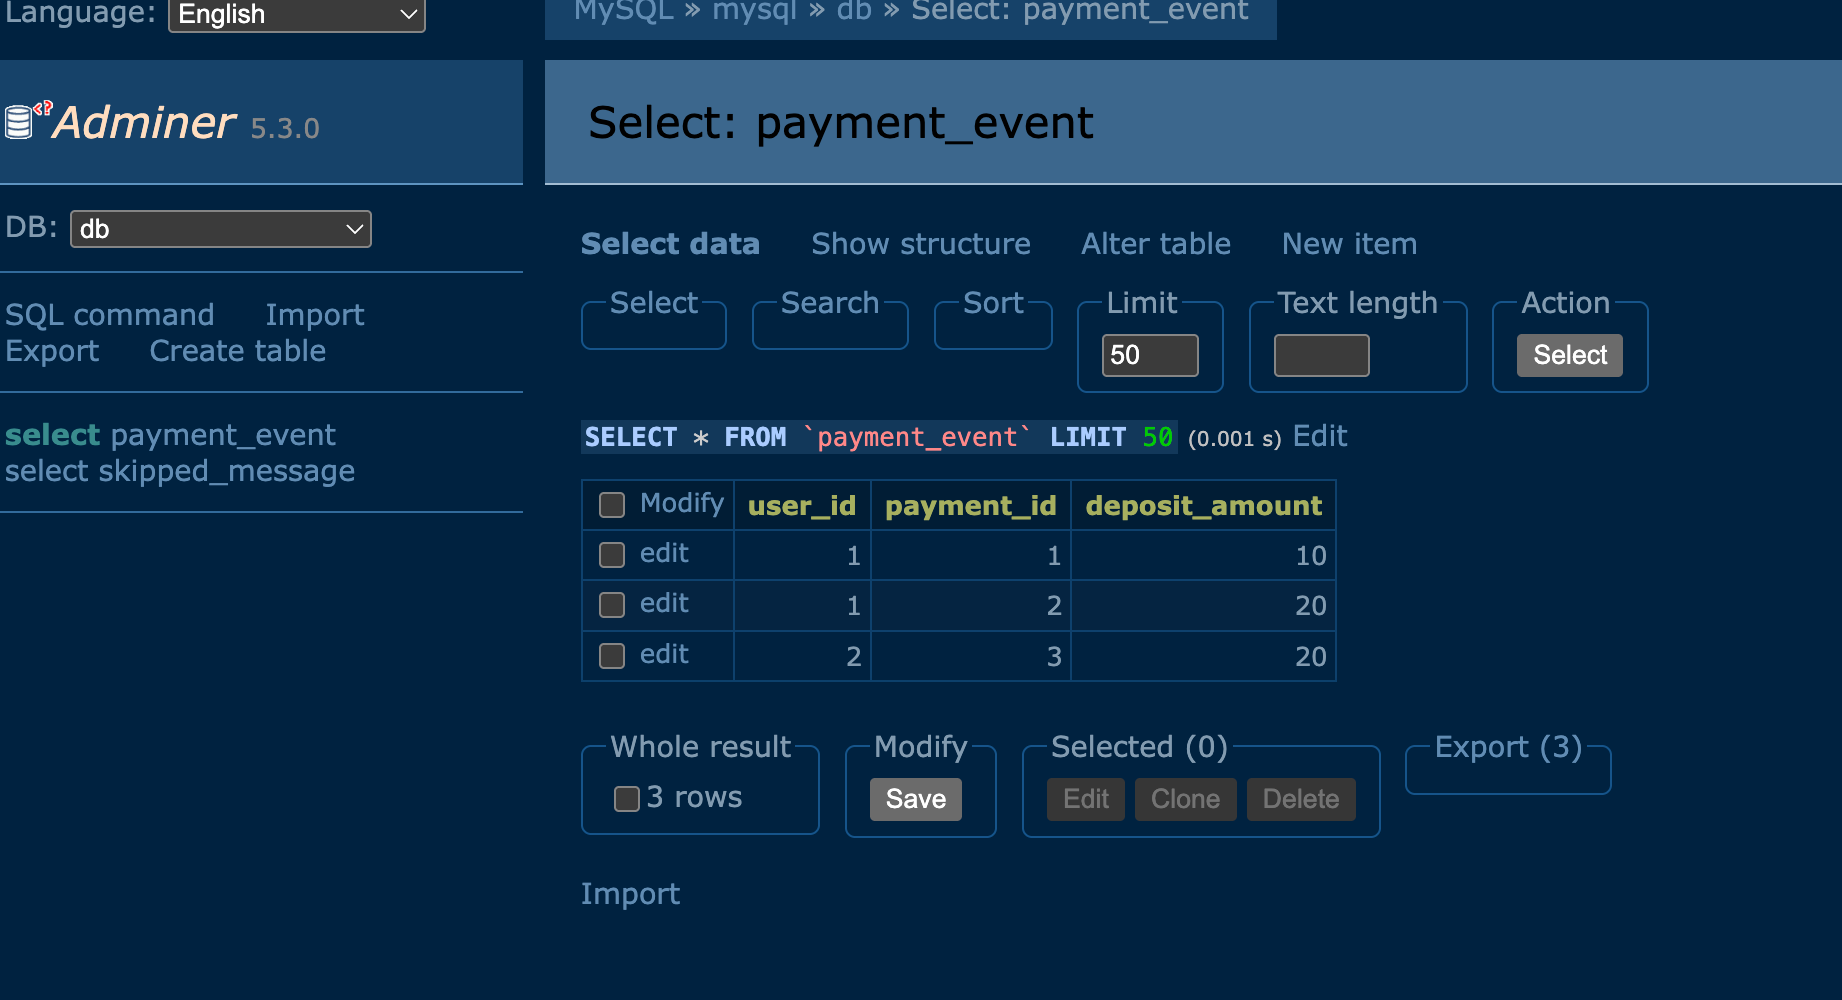 Language: English
MySQL » mysql » db » Select: payment_event
Adminer 5.3.0
Select: payment_event
DB: db
SQL command Import
Export Create table
select payment_event
select skipped_message
Select data Show structure Alter table New item
Select Search Sort Limit Text length Action
50 Select
SELECT * FROM `payment_event` LIMIT 50 (0.001 s) Edit
Modify user_id payment_id deposit_amount
edit 1 1 10
edit 1 2 20
edit 2 3 20
Whole result Modify Selected (0) Export (3)
3 rows Save Edit Clone Delete
Import